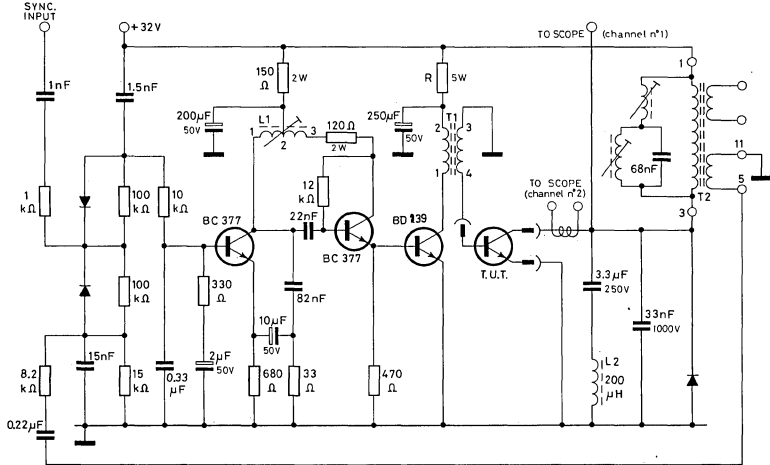 SYNC.
INPUT
+32V
TO SCOPE (channel n°1)
1nF
1.5nF
150
Ω
2W
R
5W
1
200µF
50V
L1
1
2
3
120Ω
2W
250µF
50V
T1
2
3
1
4
68nF
11
5
T2
3
1
kΩ
100
kΩ
10
kΩ
12
kΩ
22nF
BC 377
BC 377
BD 139
TO SCOPE
(channel n°2)
T.U.T.
100
kΩ
330
Ω
82nF
3.3µF
250V
33nF
1000V
10µF
50V
8.2
kΩ
15nF
15
kΩ
0.33
µF
2µF
50V
680
Ω
33
Ω
470
Ω
L2
200
µH
0.22µF